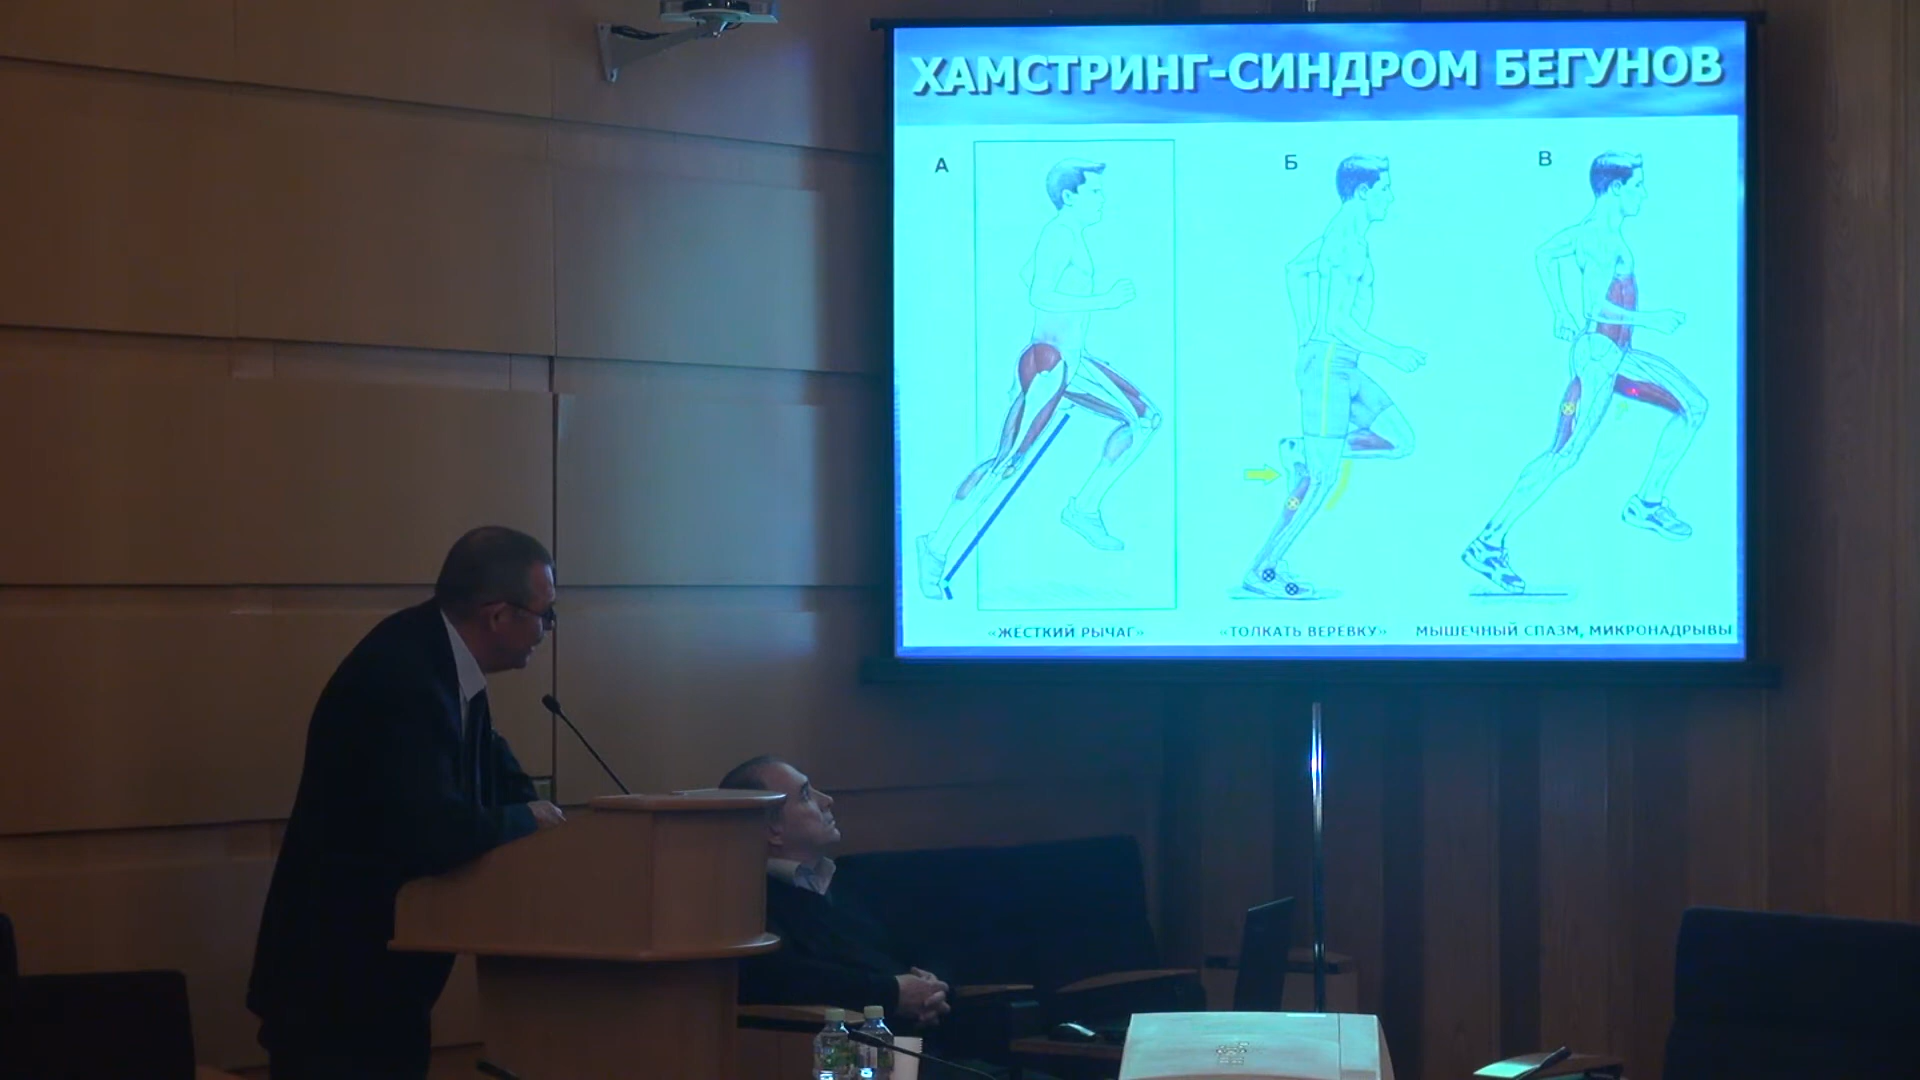 ХАМСТРИНГ-СИНДРОМ БЕГУНОВ
А Б В
«ЖЕСТКИЙ РЫЧАГ» «ТОЛКАТЬ ВЕРЕВКУ» МЫШЕЧНЫЙ СПАЗМ, МИКРОНАДРЫВЫ